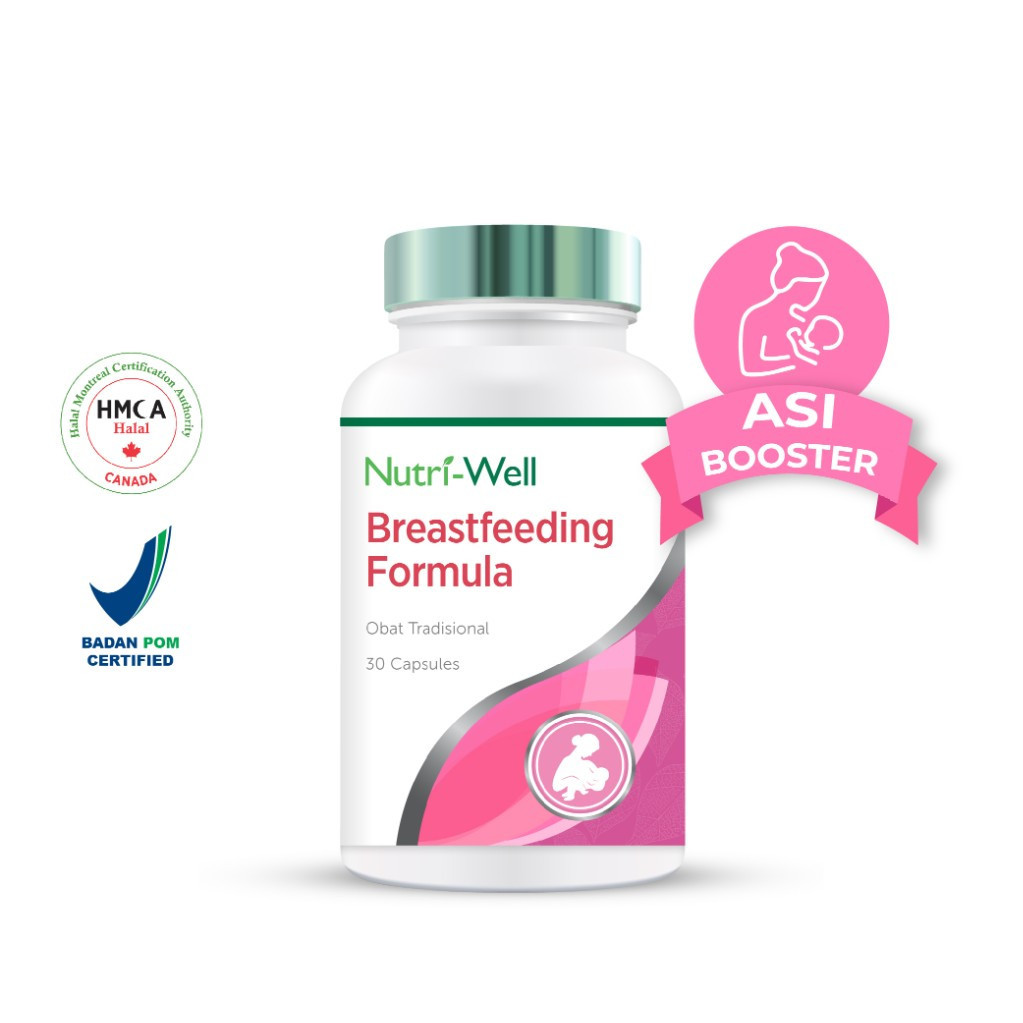 Halal Montreal Certification Authority
HMCA
Halal
CANADA
BADAN POM
CERTIFIED
Nutri-Well
Breastfeeding
Formula
Obat Tradisional
30 Capsules
ASI
BOOSTER